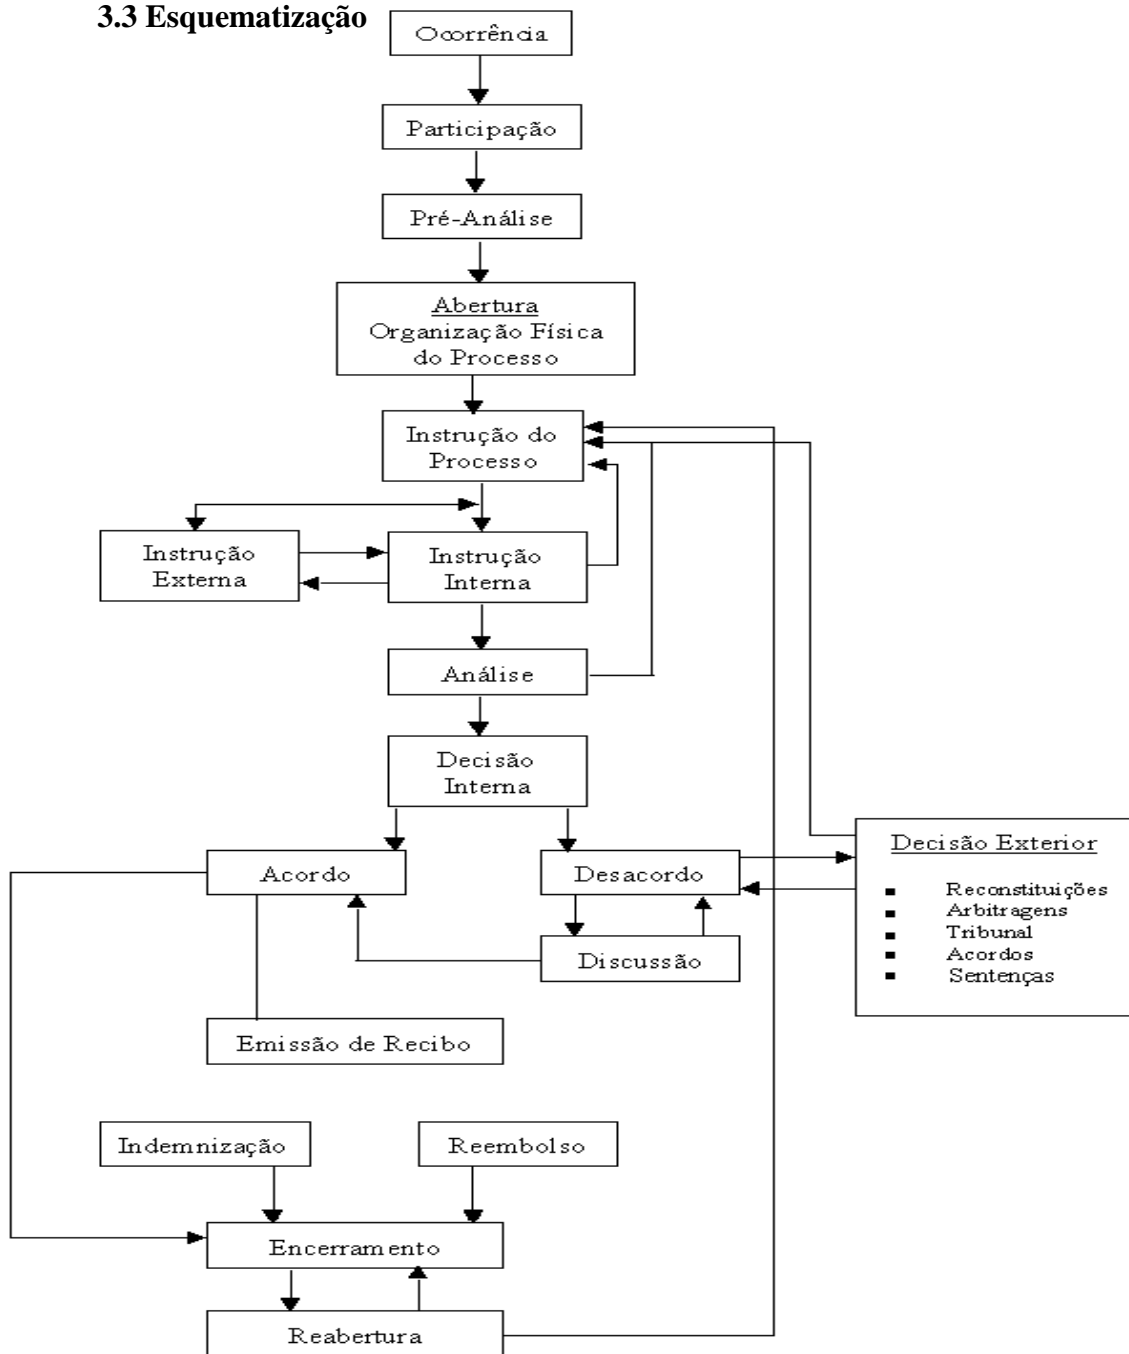 3.3 Esquematização
Ocorrência
Participação
Pré-Análise
Abertura
Organização Física
do Processo
Instrução do
Processo
Instrução
Externa
Instrução
Interna
Análise
Decisão
Interna
Acordo
Desacordo
Discussão
Decisão Exterior
▪ Reconstituições
▪ Arbitragens
▪ Tribunal
▪ Acordos
▪ Sentenças
Emissão de Recibo
Indemnização
Reembolso
Encerramento
Reabertura